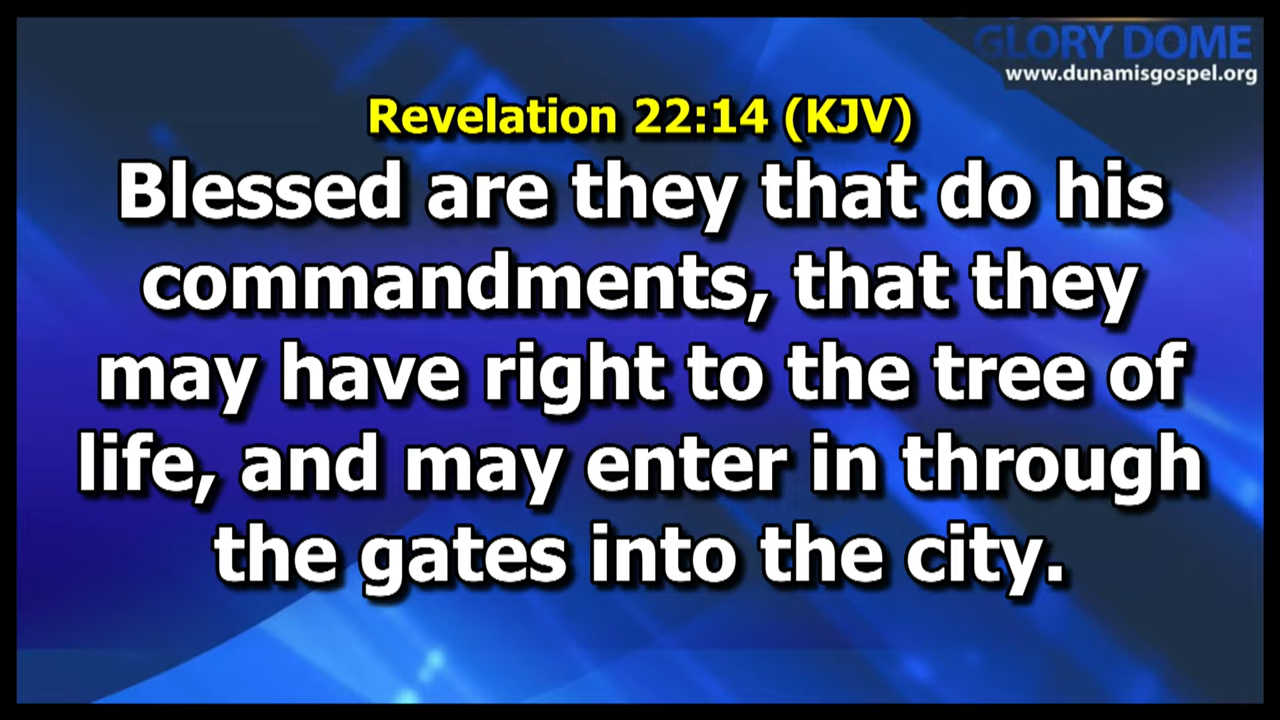 GLORY DOME
www.dunamisgospel.org
Revelation 22:14 (KJV)
Blessed are they that do his
commandments, that they
may have right to the tree of
life, and may enter in through
the gates into the city.